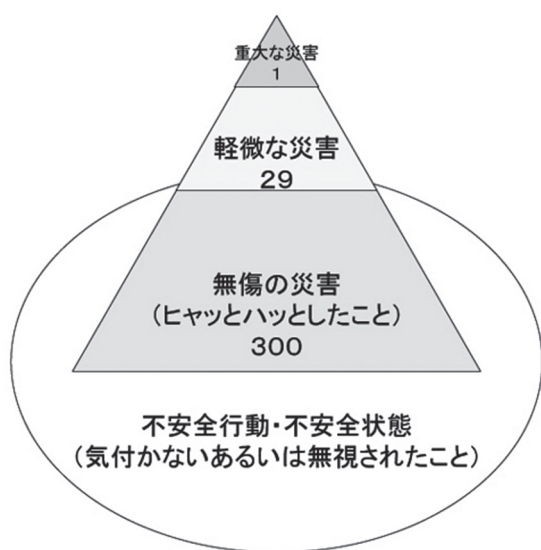 重大な災害
1
軽微な災害
29
無傷の災害
(ヒヤッとハッとしたこと)
300
不安全行動・不安全状態
(気付かないあるいは無視されたこと)